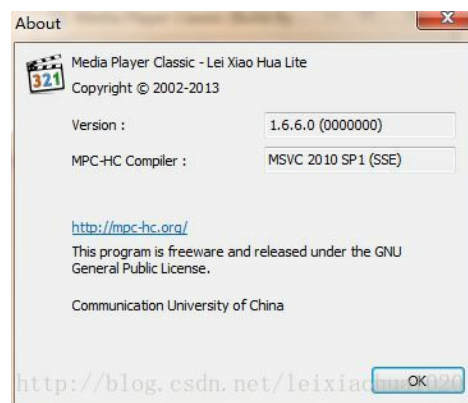 About
Media Player Classic - Lei Xiao Hua Lite
321
Copyright © 2002-2013
Version :
1.6.6.0 (0000000)
MPC-HC Compiler :
MSVC 2010 SP1 (SSE)
http://mpc-hc.org/
This program is freeware and released under the GNU
General Public License.
Communication University of China
OK
http://blog.csdn.net/leixiaohua1020